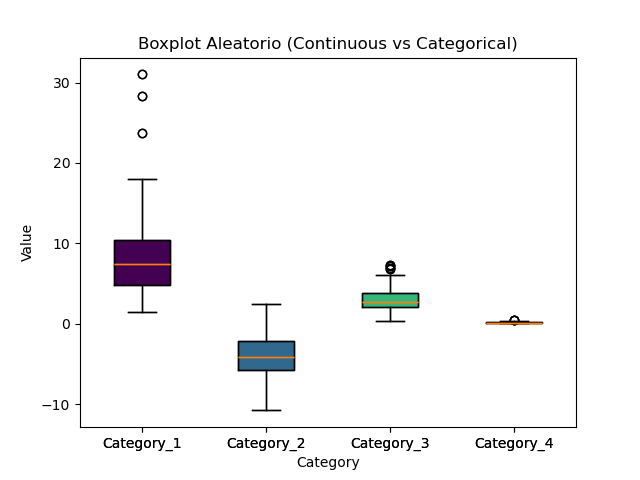 Boxplot Aleatorio (Continuous vs Categorical)
30
20
10
0
−10
Value
Category_1 Category_2 Category_3 Category_4
Category